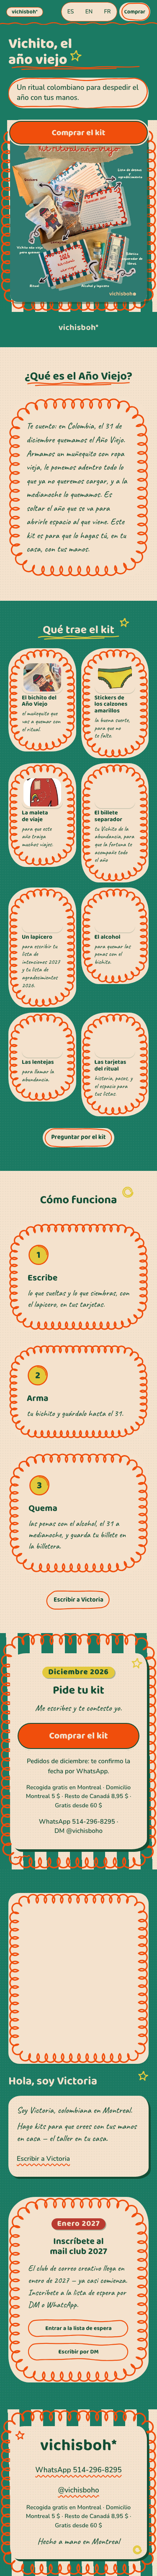 vichisboh*
ES EN FR
Comprar
Vichito, el
año viejo
Un ritual colombiano para despedir el
año con tus manos.
Comprar el kit
vichisboh*
vichisboh*
¿Qué es el Año Viejo?
Te cuento: en Colombia, el 31 de
diciembre quemamos el Año Viejo.
Armamos un muñequito con ropa
vieja, le ponemos adentro todo lo
que ya no queremos cargar, y a la
medianoche lo quemamos. Es
soltar el año que se va para
abrirle espacio al que viene. Este
kit es para que lo hagas tú, en tu
casa, con tus manos.
Qué trae el kit
El bichito del
Año Viejo
el muñequito que
vas a quemar con
el ritual.
Stickers de
los calzones
amarillos
la buena suerte,
para que no
te falte.
La maleta
de viaje
para que este
año traiga
muchos viajes.
El billete
separador
tu Vichito de la
abundancia, para
que la fortuna te
acompañe todo
el año.
Un lapicero
para escribir tu
lista de
intenciones 2027
y tu lista de
agradecimientos
2026.
El alcohol
para quemar las
penas con el
bichito.
Las lentejas
para llamar la
abundancia.
Las tarjetas
del ritual
historia, pasos, y
el espacio para
tus listas.
Preguntar por el kit
Cómo funciona
1
Escribe
lo que sueltas y lo que siembras, con
el lapicero, en tus tarjetas.
2
Arma
tu bichito y guárdalo hasta el 31.
3
Quema
las penas con el alcohol, el 31 a
medianoche, y guarda tu billete en
la billetera.
Escribir a Victoria
Diciembre 2026
Pide tu kit
Me escribes y te contesto yo.
Comprar el kit
Pedidos de diciembre: te confirmo la
fecha por WhatsApp.
Recogida gratis en Montreal · Domicilio
Montreal 5 $ · Resto de Canadá 8,95 $ ·
Gratis desde 60 $
WhatsApp 514-296-8295 ·
DM @vichisboho
Hola, soy Victoria
Soy Victoria, colombiana en Montreal.
Hago kits para que crees con tus manos
en casa — el taller en tu casa.
Escribir a Victoria
Enero 2027
Inscríbete al
mail club 2027
El club de correo creativo llega en
enero de 2027 — ya casi comienza.
Inscríbete a la lista de espera por
DM o WhatsApp.
Entrar a la lista de espera
Escribir por DM
vichisboh*
WhatsApp 514-296-8295
@vichisboho
Recogida gratis en Montreal · Domicilio
Montreal 5 $ · Resto de Canadá 8,95 $ ·
Gratis desde 60 $
Hecho a mano en Montreal